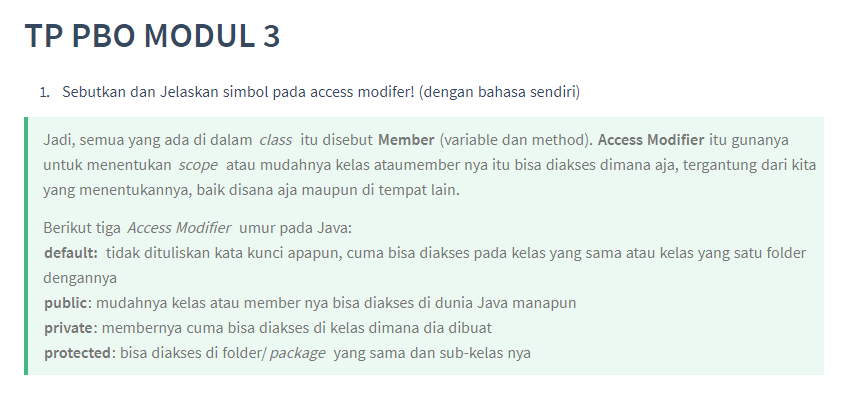 TP PBO MODUL 3
1. Sebutkan dan Jelaskan simbol pada access modifer! (dengan bahasa sendiri)
Jadi, semua yang ada di dalam class itu disebut Member (variable dan method). Access Modifier itu gunanya
untuk menentukan scope atau mudahnya kelas ataumember nya itu bisa diakses dimana aja, tergantung dari kita
yang menentukannya, baik disana aja maupun di tempat lain.
Berikut tiga Access Modifier umur pada Java:
default: tidak dituliskan kata kunci apapun, cuma bisa diakses pada kelas yang sama atau kelas yang satu folder
dengannya
public: mudahnya kelas atau member nya bisa diakses di dunia Java manapun
private: membernya cuma bisa diakses di kelas dimana dia dibuat
protected: bisa diakses di folder/package yang sama dan sub-kelas nya